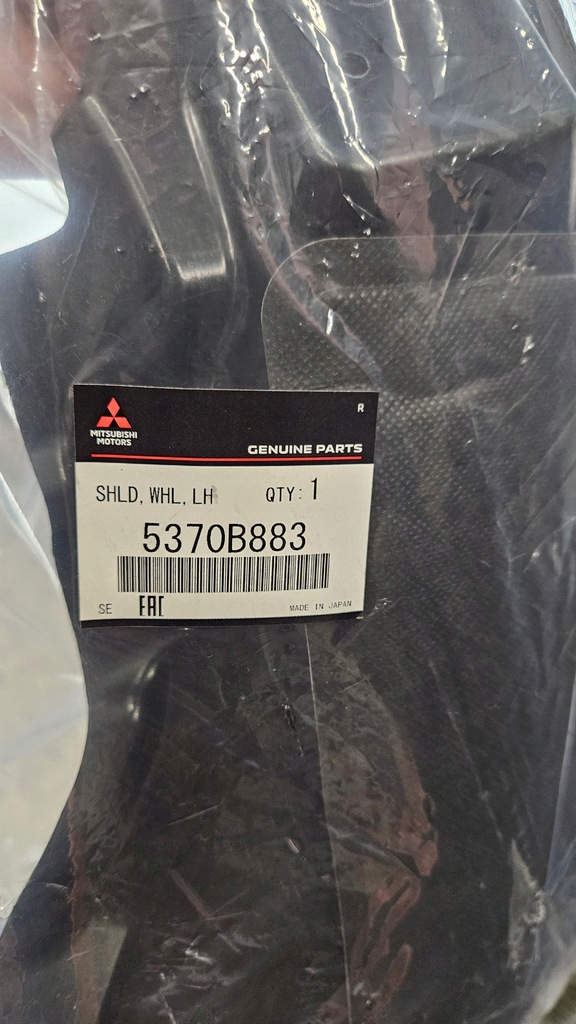 R
MITSUBISHI
MOTORS
GENUINE PARTS
SHLD, WHL, LH QTY: 1
5370B883
SE EAC MADE IN JAPAN